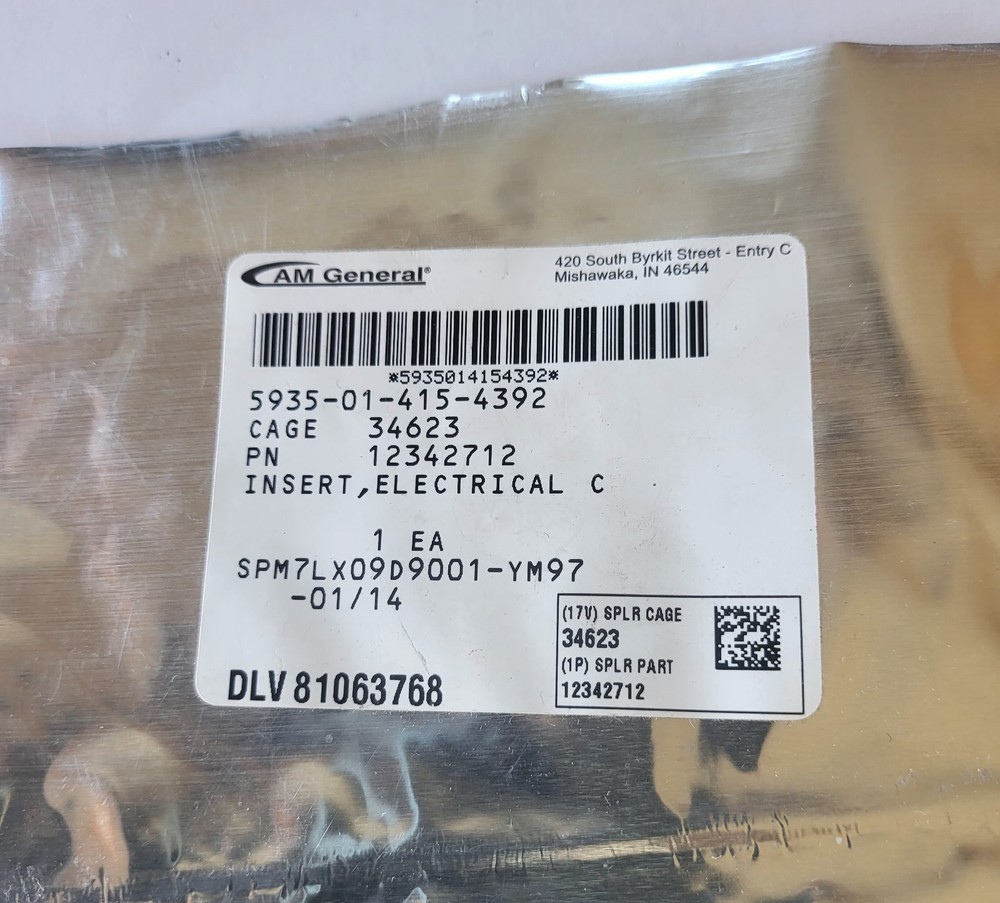 AM General®
420 South Byrkit Street - Entry C
Mishawaka, IN 46544
*5935014154392*
5935-01-415-4392
CAGE 34623
PN 12342712
INSERT,ELECTRICAL C
1 EA
SPM7LX09D9001-YM97
-01/14
(17V) SPLR CAGE
34623
(1P) SPLR PART
12342712
DLV 81063768